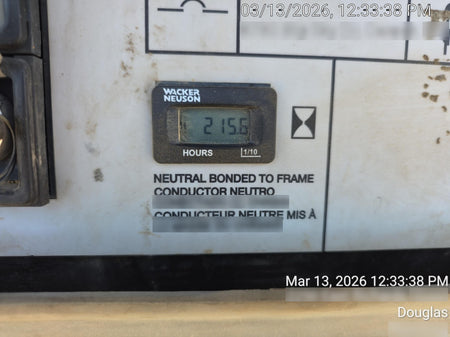 03/13/2026, 12:33:38 PM
WACKER
NEUSON
215.6
HOURS 1/10
NEUTRAL BONDED TO FRAME
CONDUCTOR NEUTRO
CONDUCTEUR NEUTRE MIS À
Mar 13, 2026 12:33:38 PM
Douglas